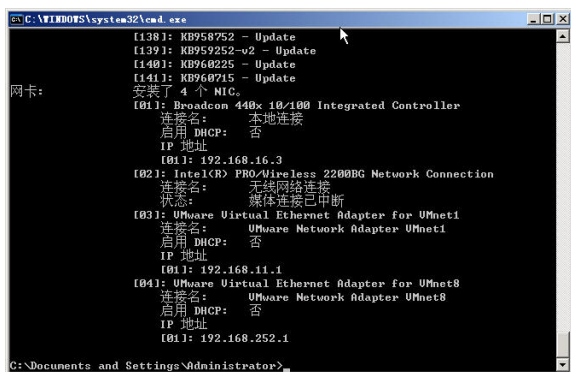 C:\WINDOWS\system32\cmd.exe
[138]: KB958752 - Update
[139]: KB959252-v2 - Update
[140]: KB960225 - Update
[141]: KB960715 - Update
网卡: 安装了 4 个 NIC。
[01]: Broadcom 440x 10/100 Integrated Controller
连接名: 本地连接
启用 DHCP: 否
IP 地址
[01]: 192.168.16.3
[02]: Intel(R) PRO/Wireless 2200BG Network Connection
连接名: 无线网络连接
状态: 媒体连接已中断
[03]: VMware Virtual Ethernet Adapter for VMnet1
连接名: VMware Network Adapter VMnet1
启用 DHCP: 否
IP 地址
[01]: 192.168.11.1
[04]: VMware Virtual Ethernet Adapter for VMnet8
连接名: VMware Network Adapter VMnet8
启用 DHCP: 否
IP 地址
[01]: 192.168.252.1
C:\Documents and Settings\Administrator>_